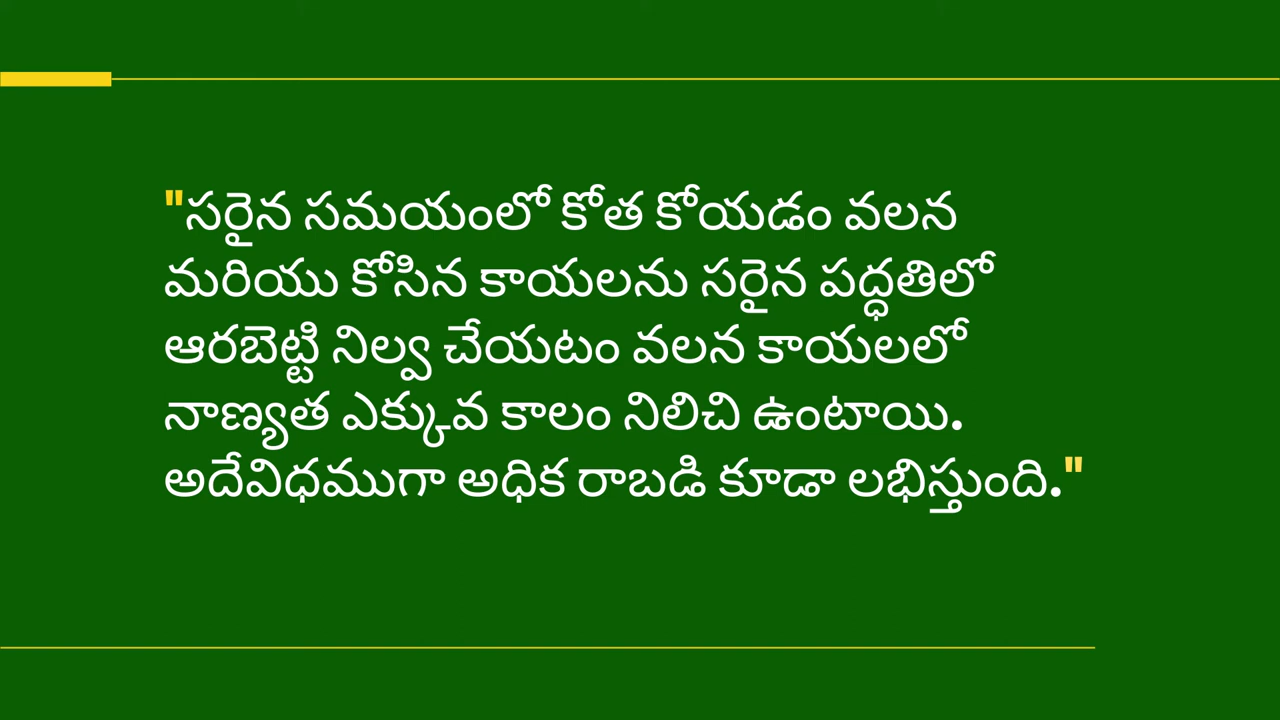 "సరైన సమయంలో కోత కోయడం వలన
మరియు కోసిన కాయలను సరైన పద్ధతిలో
ఆరబెట్టి నిల్వ చేయటం వలన కాయలలో
నాణ్యత ఎక్కువ కాలం నిలిచి ఉంటాయి.
అదేవిధముగా అధిక రాబడి కూడా లభిస్తుంది."